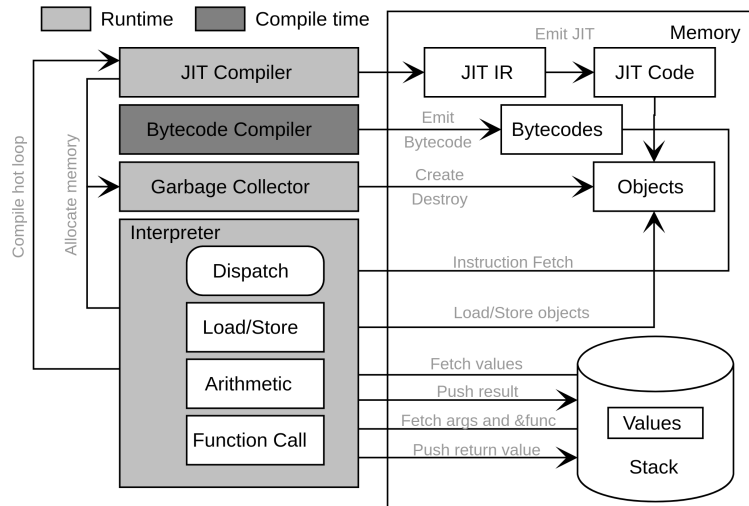 Runtime
Compile time
Memory
Emit JIT
JIT Compiler
JIT IR
JIT Code
Bytecode Compiler
Emit
Bytecode
Bytecodes
Garbage Collector
Create
Destroy
Objects
Compile hot loop
Allocate memory
Interpreter
Dispatch
Instruction Fetch
Load/Store
Load/Store objects
Arithmetic
Fetch values
Push result
Function Call
Fetch args and &func
Push return value
Values
Stack